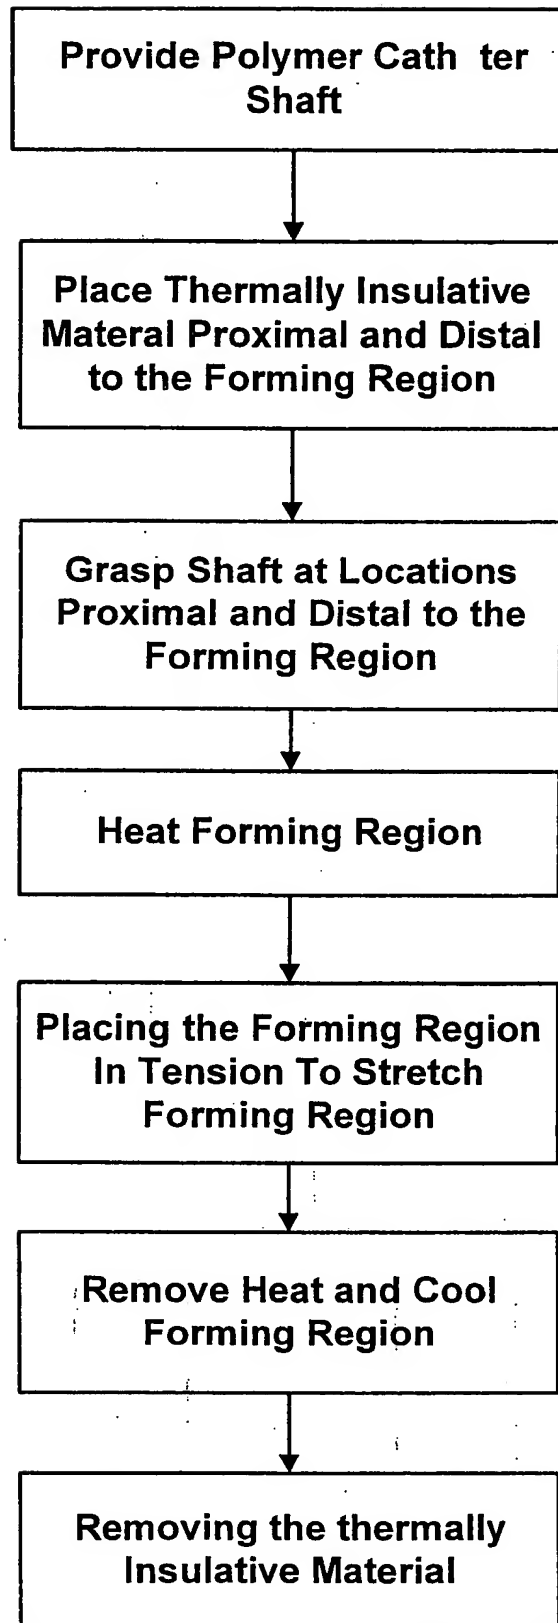 Provide Polymer Cath ter
Shaft
Place Thermally Insulative
Materal Proximal and Distal
to the Forming Region
Grasp Shaft at Locations
Proximal and Distal to the
Forming Region
Heat Forming Region
Placing the Forming Region
In Tension To Stretch
Forming Region
Remove Heat and Cool
Forming Region
Removing the thermally
Insulative Material